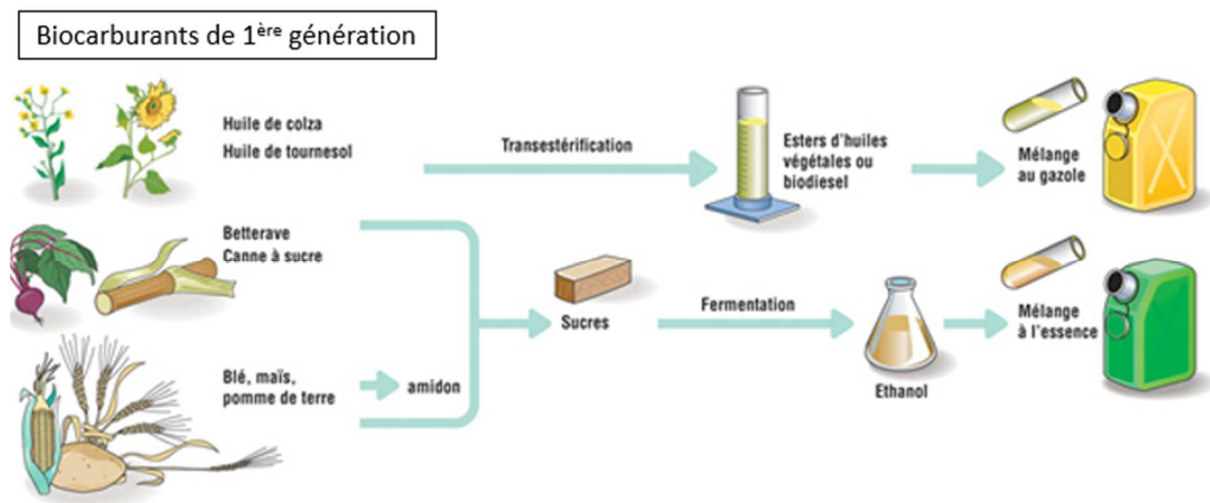 Biocarburants de 1ère génération
Huile de colza
Huile de tournesol
Transestérification
Esters d'huiles
végétales ou
biodiesel
Mélange
au gazole
Betterave
Canne à sucre
Sucres
Fermentation
Ethanol
Mélange
à l'essence
Blé, maïs,
pomme de terre
amidon